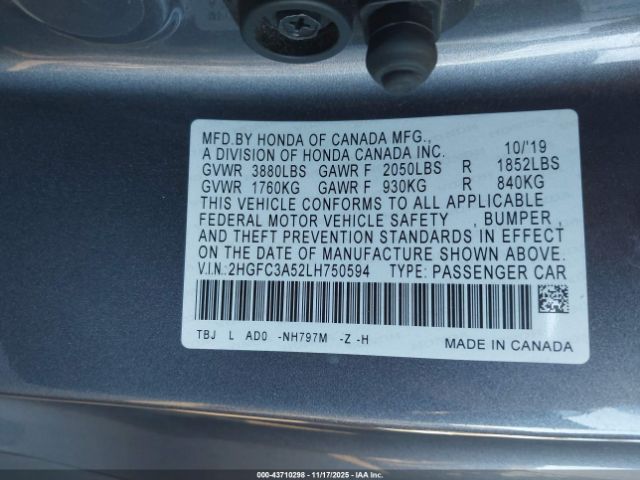 MFD.BY HONDA OF CANADA MFG.,
A DIVISION OF HONDA CANADA INC. 10/'19
GVWR 3880LBS GAWR F 2050LBS R 1852LBS
GVWR 1760KG GAWR F 930KG R 840KG
THIS VEHICLE CONFORMS TO ALL APPLICABLE
FEDERAL MOTOR VEHICLE SAFETY , BUMPER ,
AND THEFT PREVENTION STANDARDS IN EFFECT
ON THE DATE OF MANUFACTURE SHOWN ABOVE.
V.I.N.: 2HGFC3A52LH750594 TYPE: PASSENGER CAR
TBJ L AD0 -NH797M -Z -H MADE IN CANADA
000-43710298 - 11/17/2025 - IAA Inc. Copyright